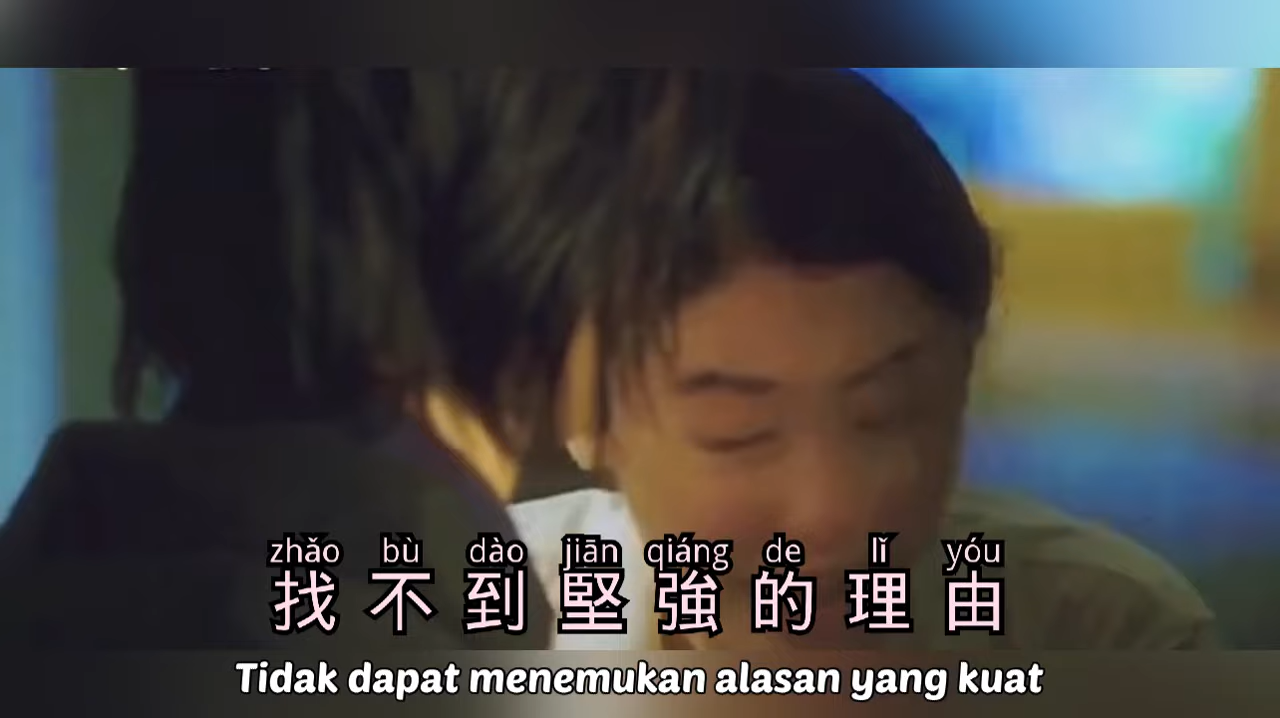 zhǎo bù dào jiān qiáng de lǐ yóu
找不到堅強的理由
Tidak dapat menemukan alasan yang kuat